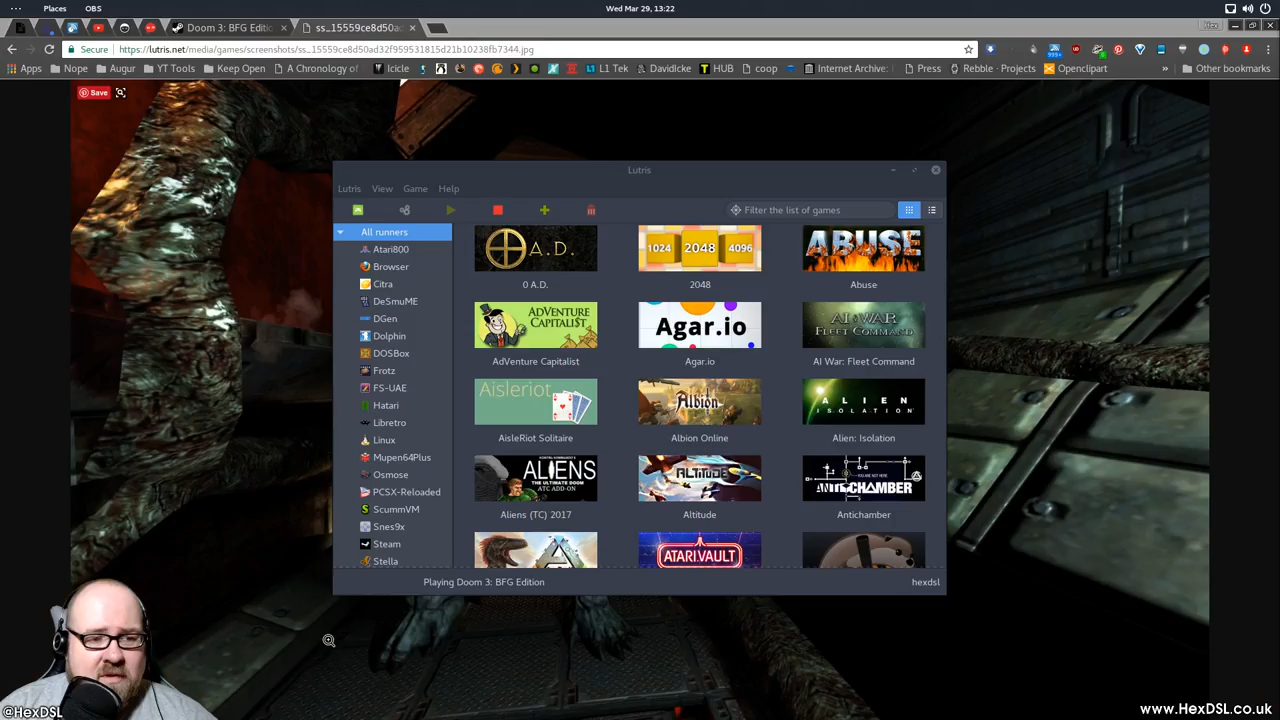 Places
OBS
Wed Mar 29, 13:22
Doom 3: BFG Editio
ss_15559ce8d50ad
Hex
Secure
https://lutris.net/media/games/screenshots/ss_15559ce8d50ad32f959531815d21b10238fb7344.jpg
999+
Apps
Nope
Augur
YT Tools
Keep Open
A Chronology of
Icicle
L1 Tek
DavidIcke
HUB
coop
Internet Archive:
Press
Rebble · Projects
Openclipart
»
Other bookmarks
Save
Lutris
Lutris
View
Game
Help
Filter the list of games
All runners
Atari800
Browser
Citra
DeSmuME
DGen
Dolphin
DOSBox
Frotz
FS-UAE
Hatari
Libretro
Linux
Mupen64Plus
Osmose
PCSX-Reloaded
ScummVM
Snes9x
Steam
Stella
A.D.
1024 2048 4096
ABUSE
0 A.D.
2048
Abuse
ADVENTURE
CAPITALI$T
Agar.io
AI WAR
FLEET COMMAND
AdVenture Capitalist
Agar.io
AI War: Fleet Command
Aisleriot
Albion
ALIEN
ISOLATION
AisleRiot Solitaire
Albion Online
Alien: Isolation
ALIENS
THE ULTIMATE DOOM
ATC ADD-ON
ALTITUDE
ANTICHAMBER
Aliens (TC) 2017
Altitude
Antichamber
ATARI VAULT
Playing Doom 3: BFG Edition
hexdsl
@HexDSL
www.HexDSL.co.uk